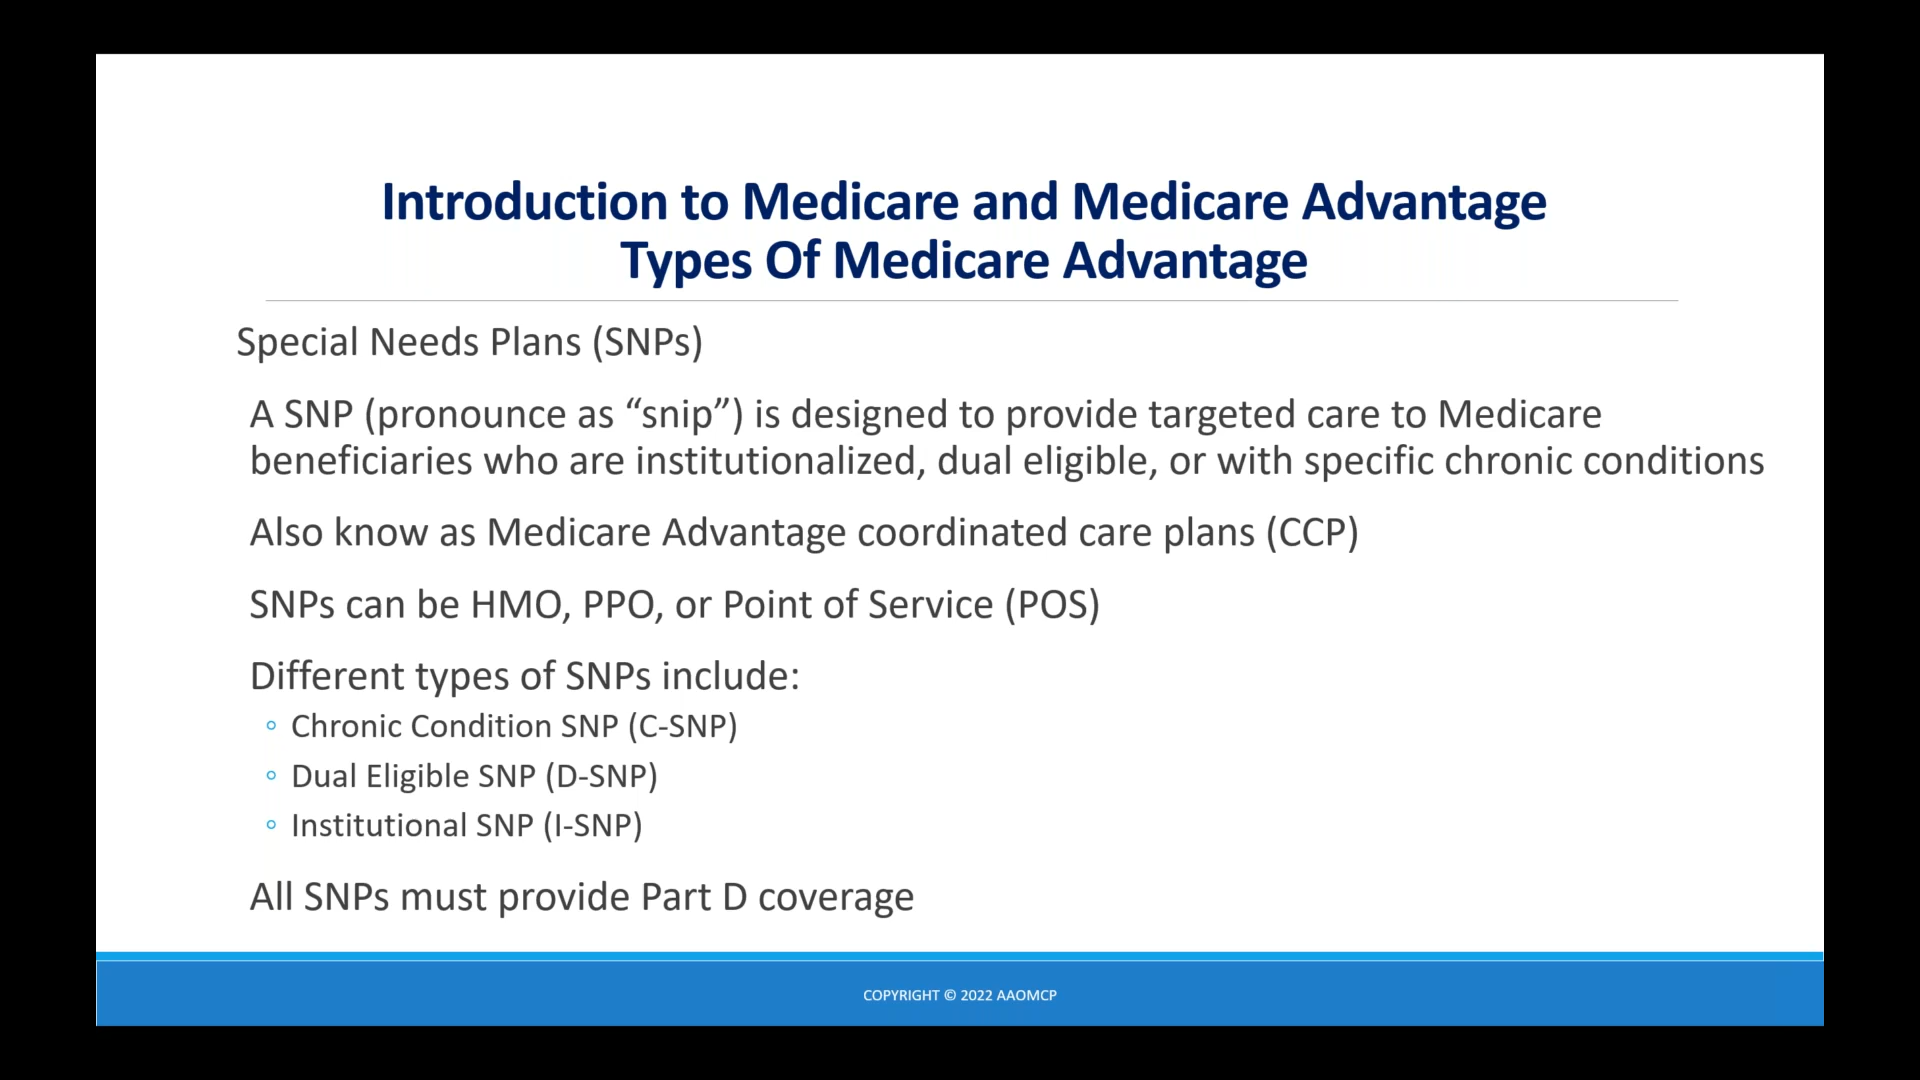 Introduction to Medicare and Medicare Advantage
Types Of Medicare Advantage
Special Needs Plans (SNPs)
A SNP (pronounce as “snip”) is designed to provide targeted care to Medicare
beneficiaries who are institutionalized, dual eligible, or with specific chronic conditions
Also know as Medicare Advantage coordinated care plans (CCP)
SNPs can be HMO, PPO, or Point of Service (POS)
Different types of SNPs include:
◦ Chronic Condition SNP (C-SNP)
◦ Dual Eligible SNP (D-SNP)
◦ Institutional SNP (I-SNP)
All SNPs must provide Part D coverage
COPYRIGHT © 2022 AAOMCP